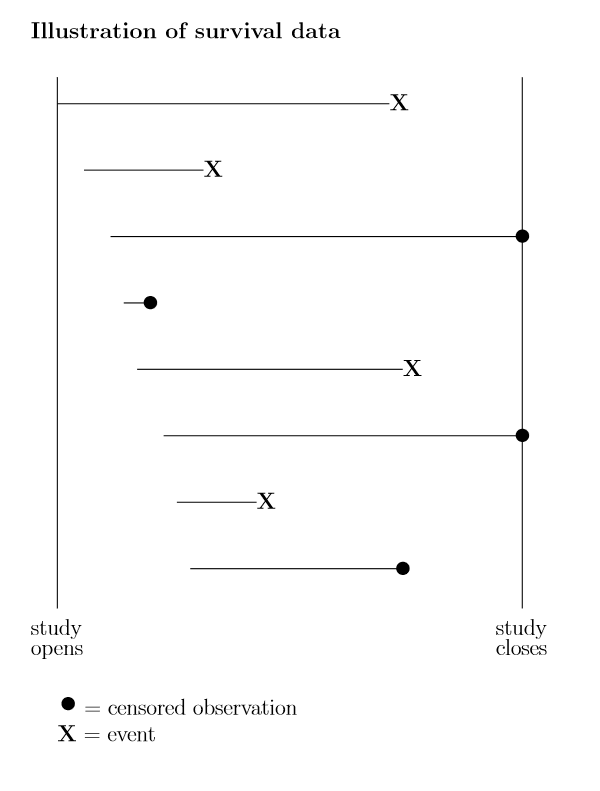 Illustration of survival data
X
X
X
X
study
opens
study
closes
● = censored observation
X = event